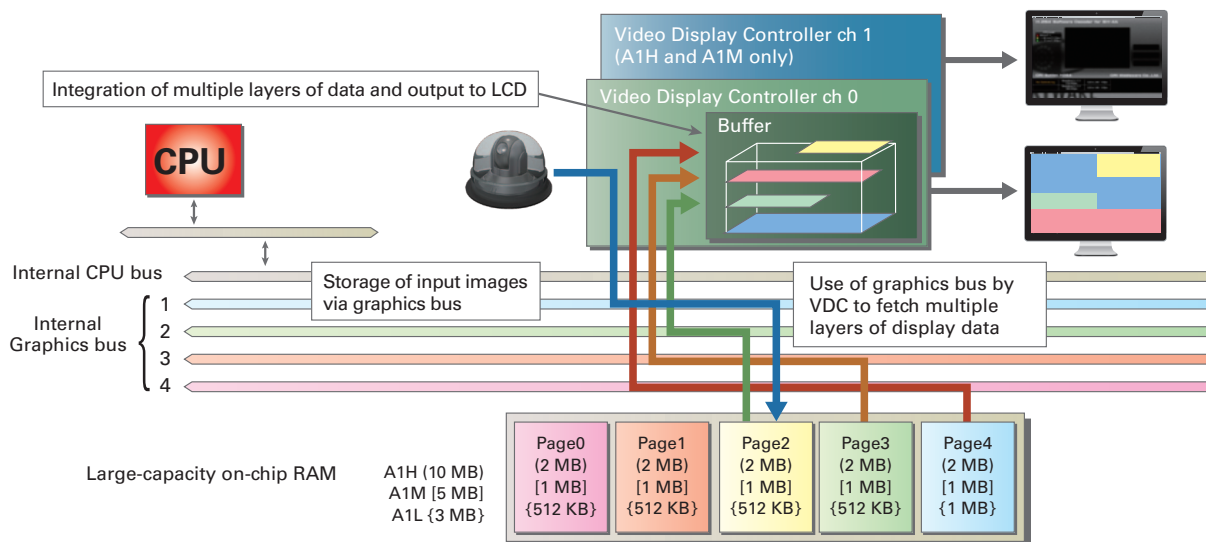 Video Display Controller ch 1
(A1H and A1M only)
Integration of multiple layers of data and output to LCD
Video Display Controller ch 0
Buffer
CPU
Internal CPU bus
Storage of input images
via graphics bus
Use of graphics bus by
VDC to fetch multiple
layers of display data
Internal
Graphics bus
1
2
3
4
Large-capacity on-chip RAM
A1H (10 MB)
A1M [5 MB]
A1L {3 MB}
Page0
(2 MB)
[1 MB]
{512 KB}
Page1
(2 MB)
[1 MB]
{512 KB}
Page2
(2 MB)
[1 MB]
{512 KB}
Page3
(2 MB)
[1 MB]
{512 KB}
Page4
(2 MB)
[1 MB]
{1 MB}